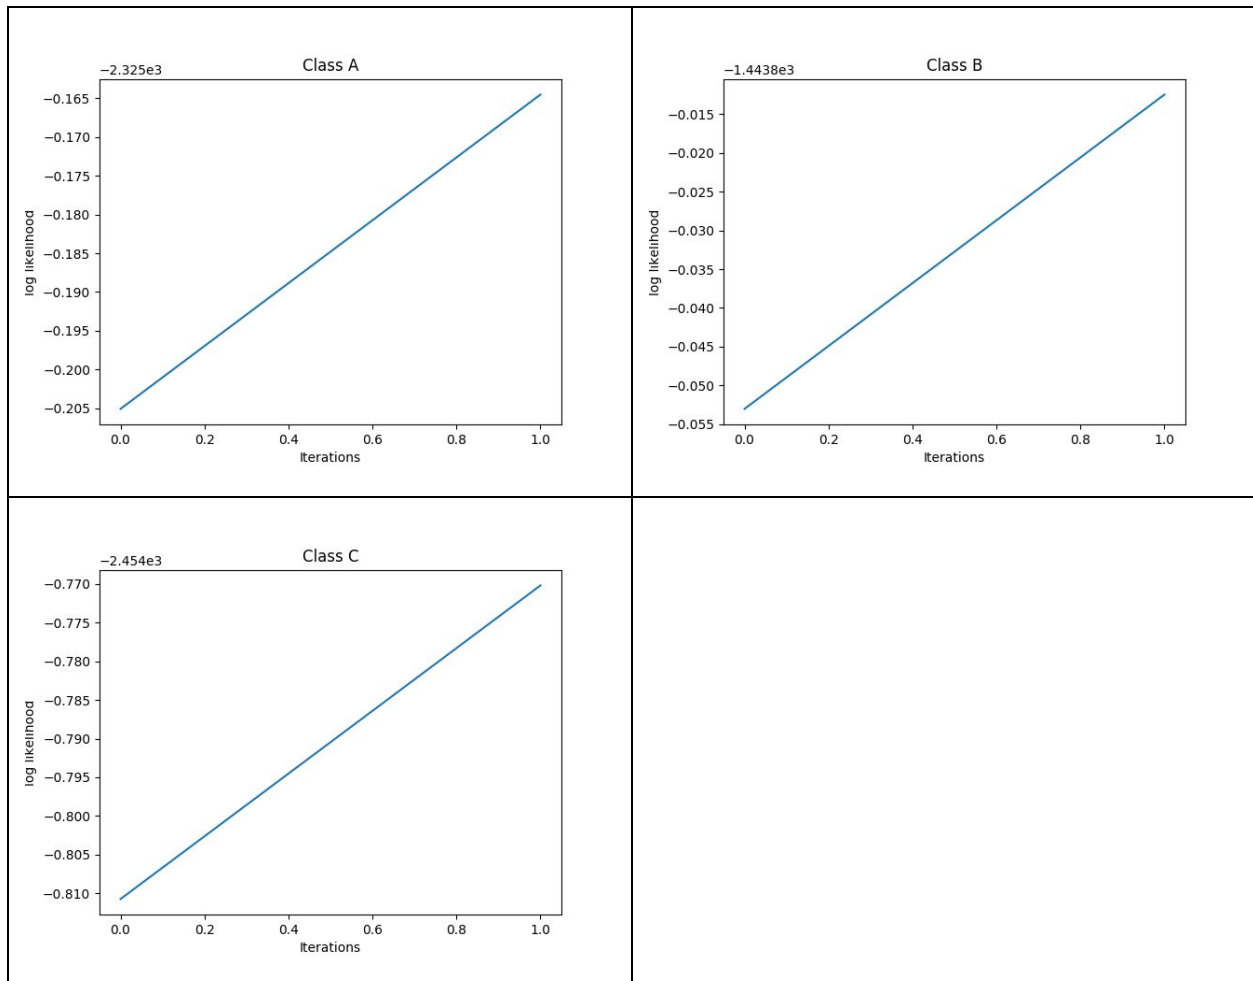 −2.325e3
Class A
−0.165
−0.170
−0.175
−0.180
−0.185
−0.190
−0.195
−0.200
−0.205
log likelihood
0.0 0.2 0.4 0.6 0.8 1.0
Iterations
−1.4438e3
Class B
−0.015
−0.020
−0.025
−0.030
−0.035
−0.040
−0.045
−0.050
−0.055
log likelihood
0.0 0.2 0.4 0.6 0.8 1.0
Iterations
−2.454e3
Class C
−0.770
−0.775
−0.780
−0.785
−0.790
−0.795
−0.800
−0.805
−0.810
log likelihood
0.0 0.2 0.4 0.6 0.8 1.0
Iterations